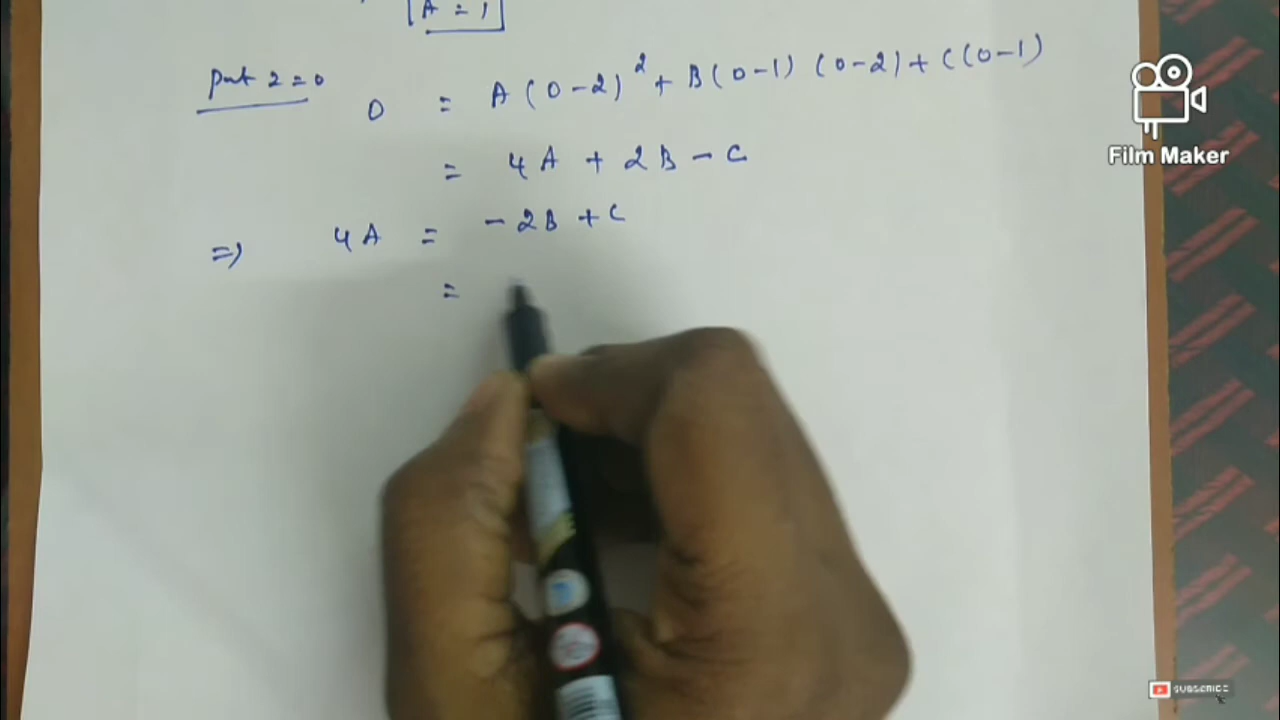 A = 1
Put z = 0
0 = A(0-2)² + B(0-1)(0-2) + C(0-1)
= 4A + 2B - C
⇒ 4A = -2B + C
=
Film Maker
SUBSCRIBE